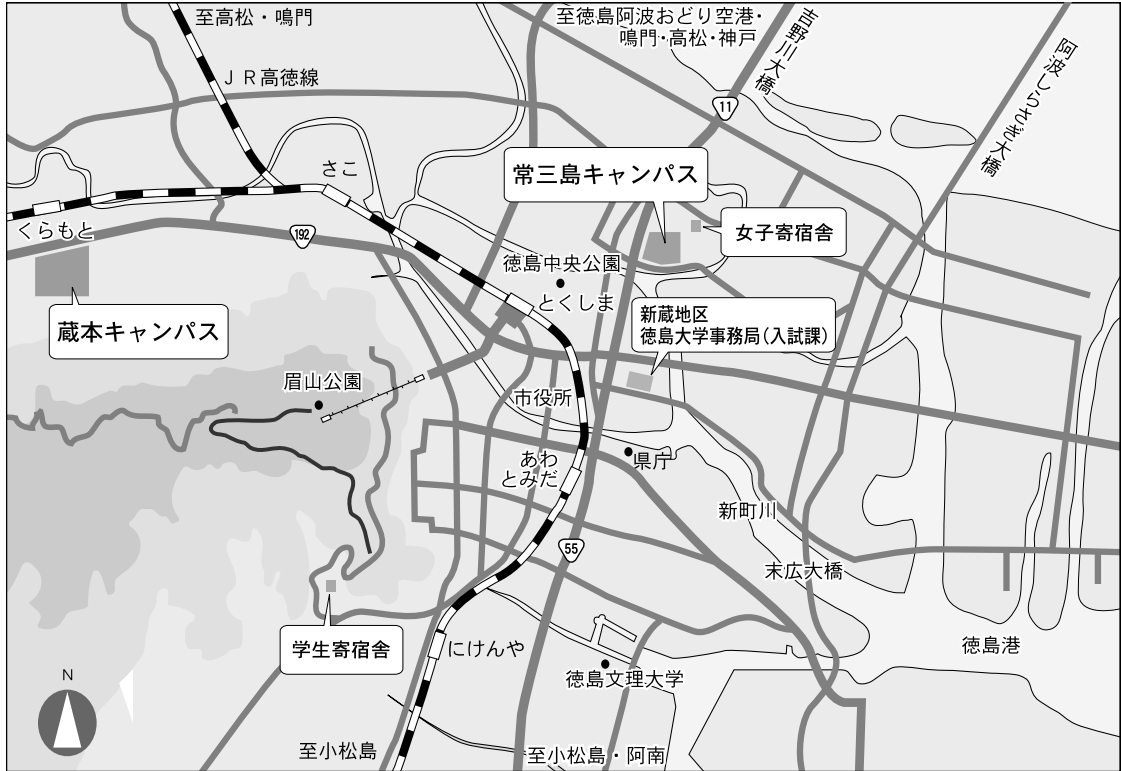 至高松・鳴門
至徳島阿波おどり空港・
鳴門・高松・神戸
吉野川大橋
阿波しらさぎ大橋
ＪＲ高徳線
11
さこ
常三島キャンパス
くらもと
192
女子寄宿舎
徳島中央公園
とくしま
新蔵地区
徳島大学事務局(入試課)
蔵本キャンパス
眉山公園
市役所
あわ
とみだ
県庁
新町川
55
末広大橋
学生寄宿舎
にけんや
徳島港
徳島文理大学
N
至小松島
至小松島・阿南